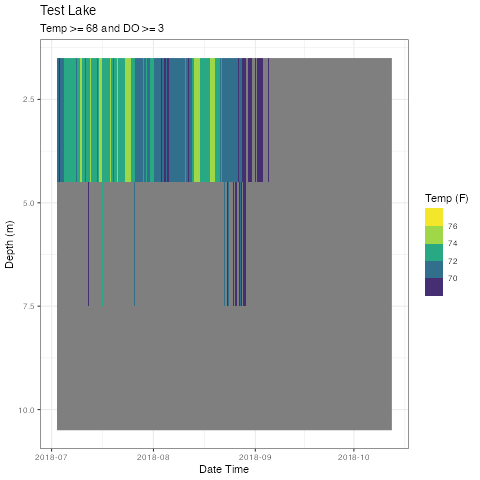 Test Lake
Temp >= 68 and DO >= 3
2.5
5.0
7.5
10.0
Depth (m)
2018-07 2018-08 2018-09 2018-10
Date Time
Temp (F)
76
74
72
70